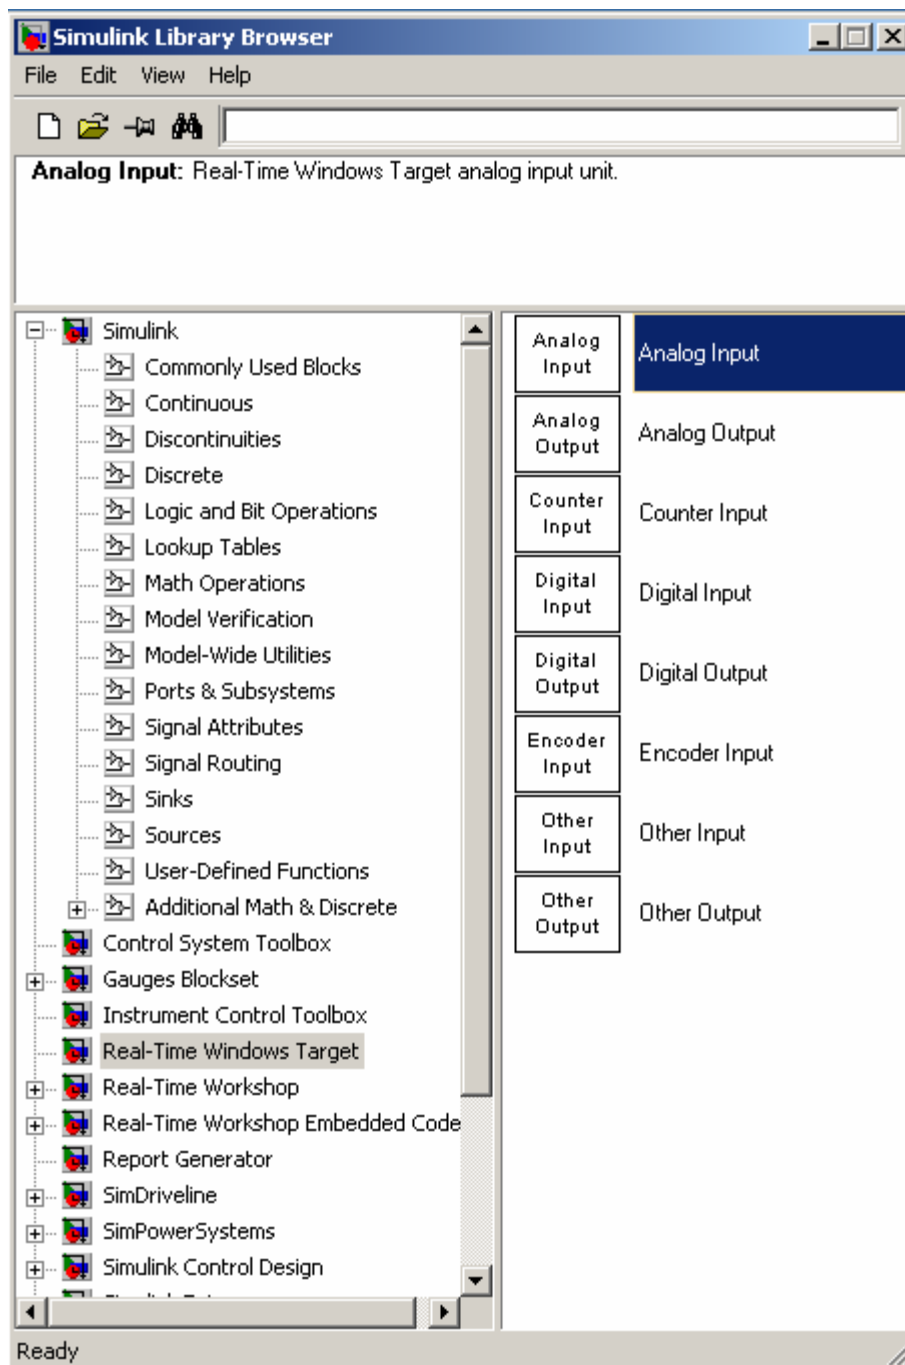 Simulink Library Browser
File Edit View Help
Analog Input: Real-Time Windows Target analog input unit.
Simulink
Commonly Used Blocks
Continuous
Discontinuities
Discrete
Logic and Bit Operations
Lookup Tables
Math Operations
Model Verification
Model-Wide Utilities
Ports & Subsystems
Signal Attributes
Signal Routing
Sinks
Sources
User-Defined Functions
Additional Math & Discrete
Control System Toolbox
Gauges Blockset
Instrument Control Toolbox
Real-Time Windows Target
Real-Time Workshop
Real-Time Workshop Embedded Code
Report Generator
SimDriveline
SimPowerSystems
Simulink Control Design
Analog
Input
Analog Input
Analog
Output
Analog Output
Counter
Input
Counter Input
Digital
Input
Digital Input
Digital
Output
Digital Output
Encoder
Input
Encoder Input
Other
Input
Other Input
Other
Output
Other Output
Ready